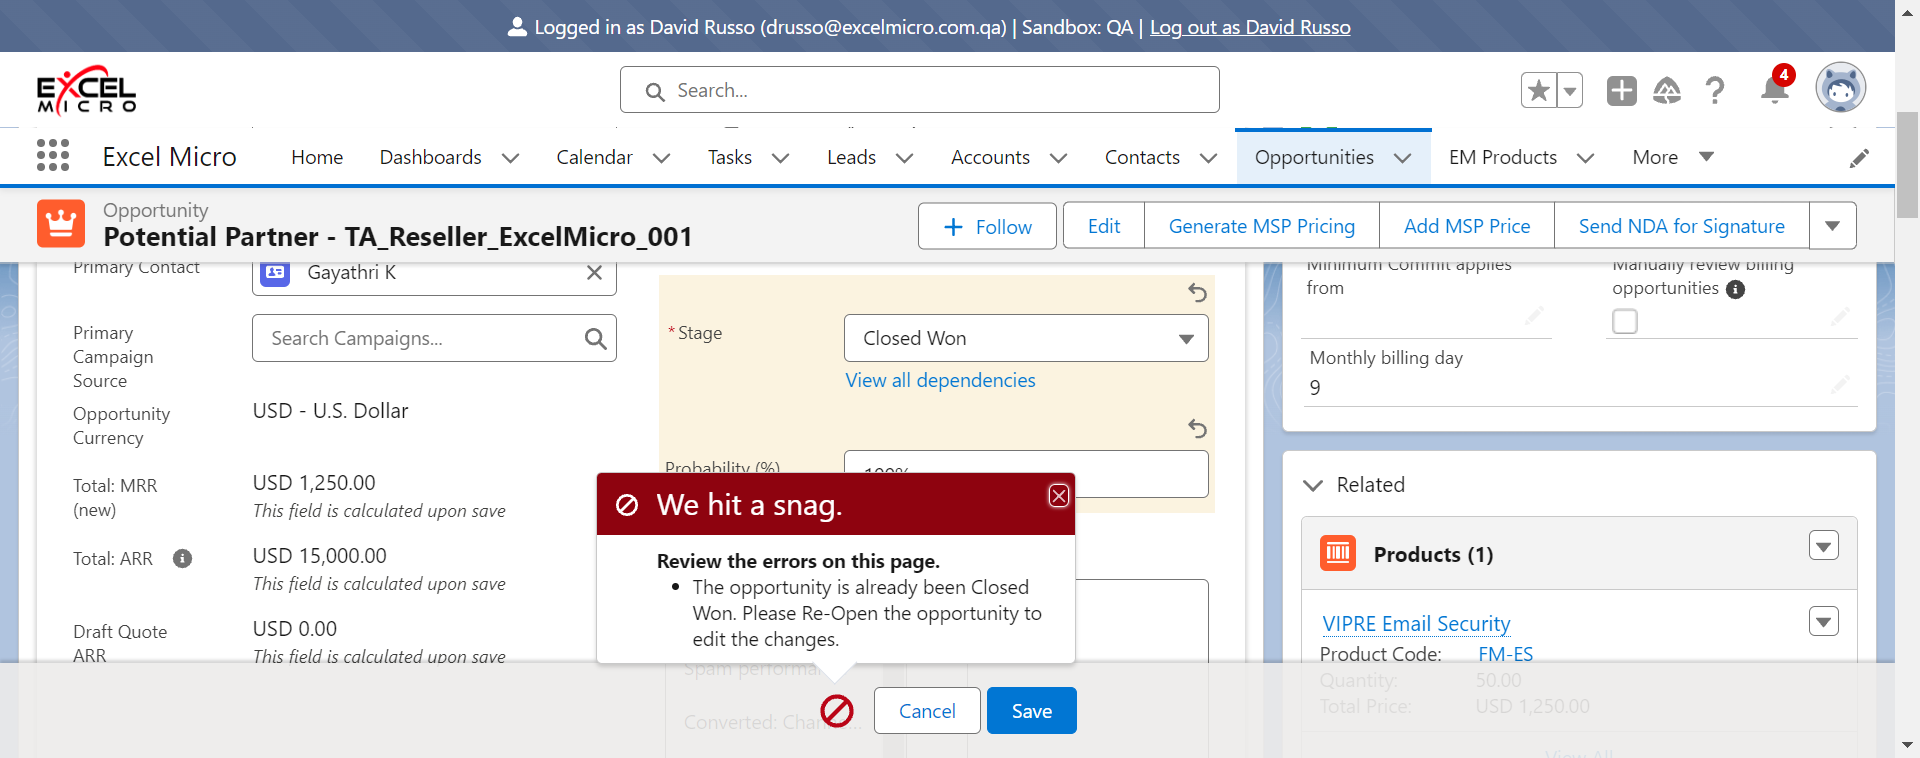 Logged in as David Russo (drusso@excelmicro.com.qa) | Sandbox: QA | Log out as David Russo
EXCEL
MICRO
Search...
4
Excel Micro
Home
Dashboards
Calendar
Tasks
Leads
Accounts
Contacts
Opportunities
EM Products
More
Opportunity
Potential Partner - TA_Reseller_ExcelMicro_001
+ Follow
Edit
Generate MSP Pricing
Add MSP Price
Send NDA for Signature
Primary Contact
Gayathri K
Primary
Campaign
Source
Search Campaigns...
Opportunity
Currency
USD - U.S. Dollar
Total: MRR
(new)
USD 1,250.00
This field is calculated upon save
Total: ARR
USD 15,000.00
This field is calculated upon save
Draft Quote
ARR
USD 0.00
This field is calculated upon save
*Stage
Closed Won
View all dependencies
Probability (%)
100%
We hit a snag.
Review the errors on this page.
• The opportunity is already been Closed
Won. Please Re-Open the opportunity to
edit the changes.
Converted:
Cancel
Save
Minimum Commit applies
from
Manually review billing
opportunities
Monthly billing day
9
Related
Products (1)
VIPRE Email Security
Product Code: FM-ES
Quantity: 50.00
Total Price: USD 1,250.00
View All